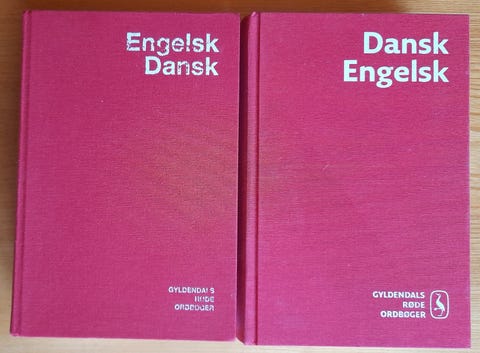 Engelsk
Dansk
GYLDENDALS
RØDE
ORDBØGER
Dansk
Engelsk
GYLDENDALS
RØDE
ORDBØGER